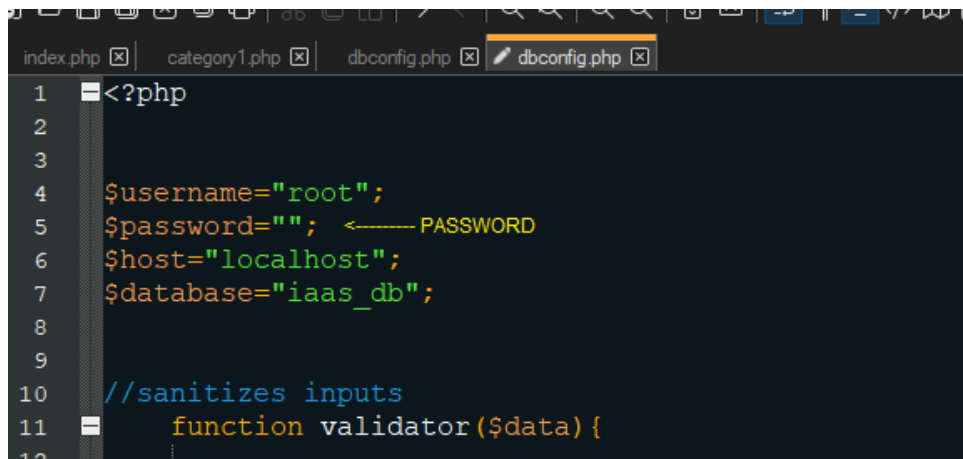 index.php category1.php dbconfig.php dbconfig.php
1 <?php
2
3
4 $username="root";
5 $password=""; <-------- PASSWORD
6 $host="localhost";
7 $database="iaas_db";
8
9
10 //sanitizes inputs
11 function validator($data){